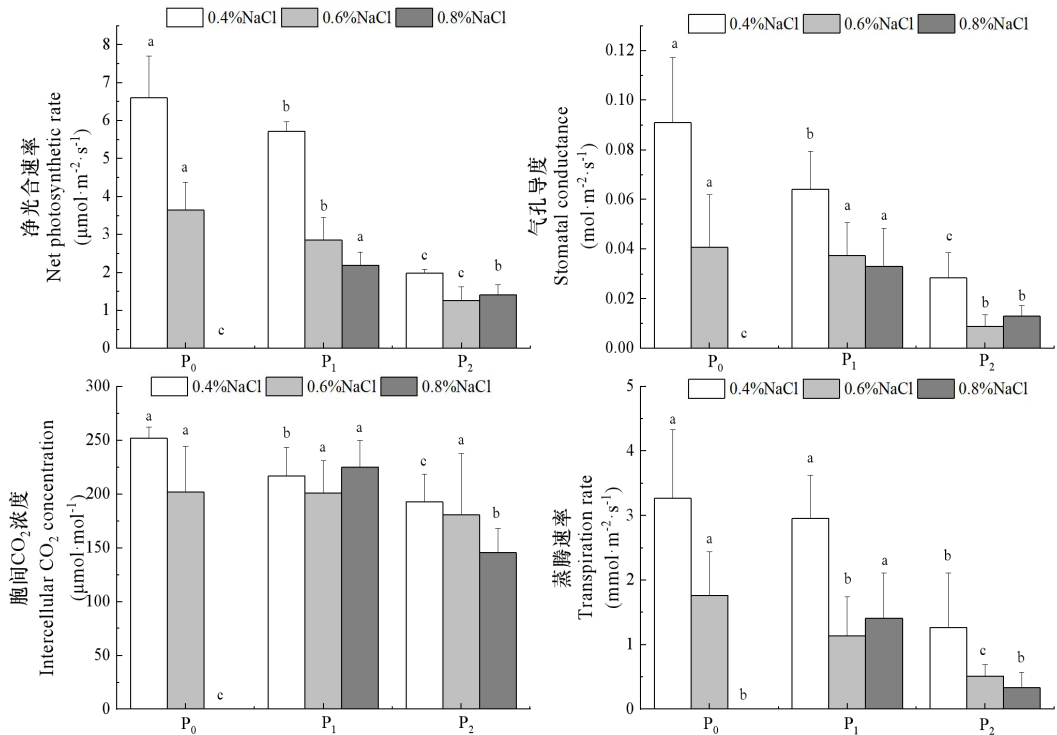 0.4%NaCl 0.6%NaCl 0.8%NaCl
净光合速率
Net photosynthetic rate
(μmol·m⁻²·s⁻¹)
8
7
6
5
4
3
2
1
0
a
a
c
b
b
a
c
c
b
P₀ P₁ P₂
0.4%NaCl 0.6%NaCl 0.8%NaCl
气孔导度
Stomatal conductance
(mol·m⁻²·s⁻¹)
0.12
0.10
0.08
0.06
0.04
0.02
0.00
a
a
c
b
a
a
c
b
b
P₀ P₁ P₂
0.4%NaCl 0.6%NaCl 0.8%NaCl
胞间CO₂浓度
Intercellular CO₂ concentration
(μmol·mol⁻¹)
300
250
200
150
100
50
0
a
a
c
b
a
a
c
a
b
P₀ P₁ P₂
0.4%NaCl 0.6%NaCl 0.8%NaCl
蒸腾速率
Transpiration rate
(mmol·m⁻²·s⁻¹)
5
4
3
2
1
0
a
a
b
a
b
a
b
c
b
P₀ P₁ P₂